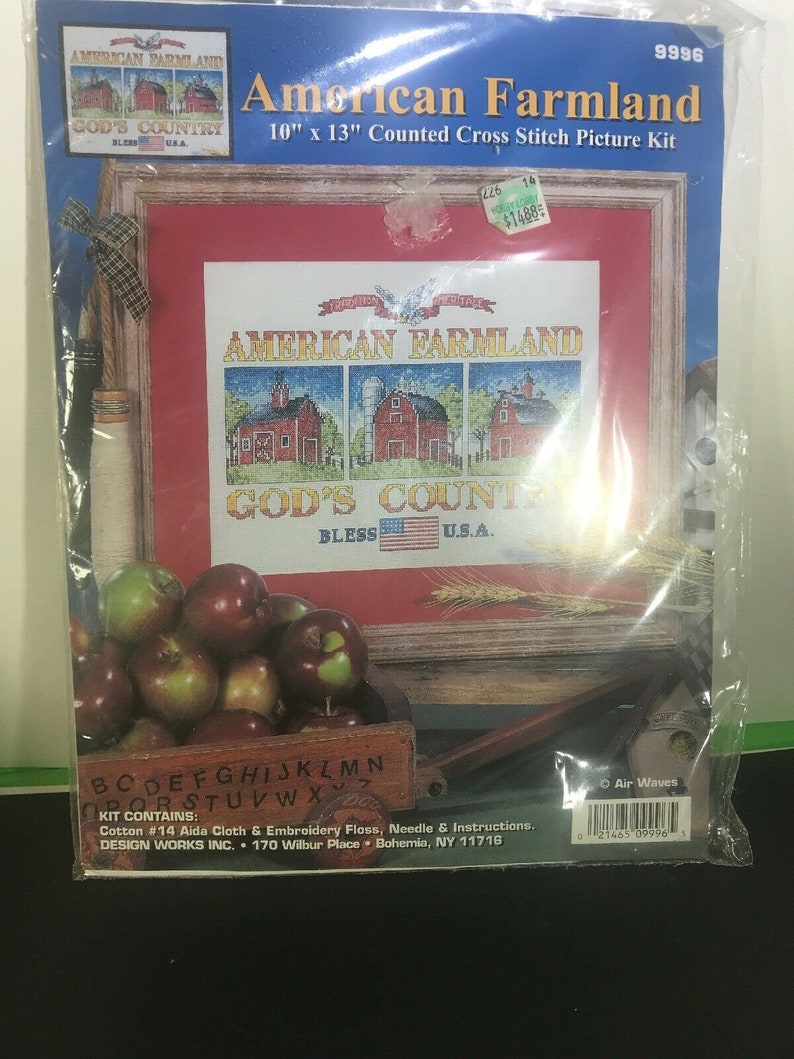 AMERICAN FARMLAND
GOD'S COUNTRY
BLESS U.S.A.
9996
American Farmland
10" x 13" Counted Cross Stitch Picture Kit
226 14
HOBBY LOBBY
$14.88
TRADITION HERITAGE
AMERICAN FARMLAND
GOD'S COUNTRY
BLESS U.S.A.
WELCOME
BCDEFGHIJKLMN
OPQRSTUVWXYZ
© Air Waves
KIT CONTAINS:
Cotton #14 Aida Cloth & Embroidery Floss, Needle & Instructions.
DESIGN WORKS INC. • 170 Wilbur Place • Bohemia, NY 11716
0 21465 09996 5